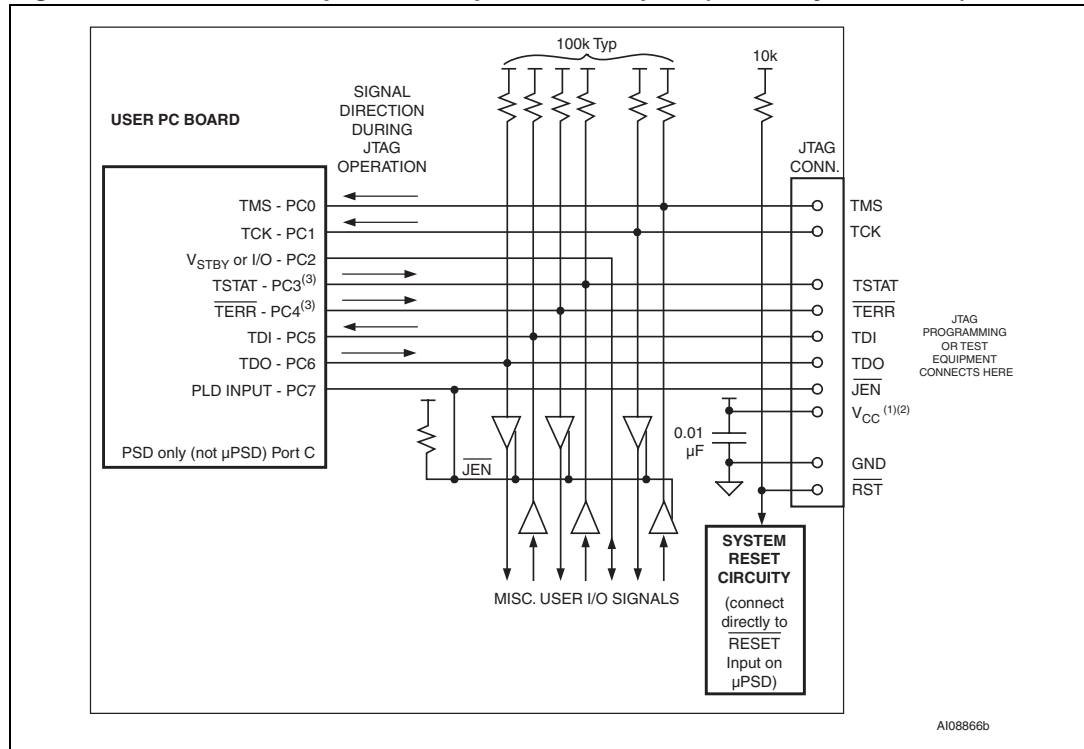 100k Typ
10k
SIGNAL
DIRECTION
DURING
JTAG
OPERATION
USER PC BOARD
JTAG
CONN.
TMS - PC0
TCK - PC1
VSTBY or I/O - PC2
TSTAT - PC3(3)
TERR - PC4(3)
TDI - PC5
TDO - PC6
PLD INPUT - PC7
PSD only (not µPSD) Port C
TMS
TCK
TSTAT
TERR
TDI
TDO
JEN
VCC (1)(2)
GND
RST
JTAG
PROGRAMMING
OR TEST
EQUIPMENT
CONNECTS HERE
0.01
µF
JEN
MISC. USER I/O SIGNALS
SYSTEM
RESET
CIRCUITY
(connect
directly to
RESET
Input on
µPSD)
AI08866b